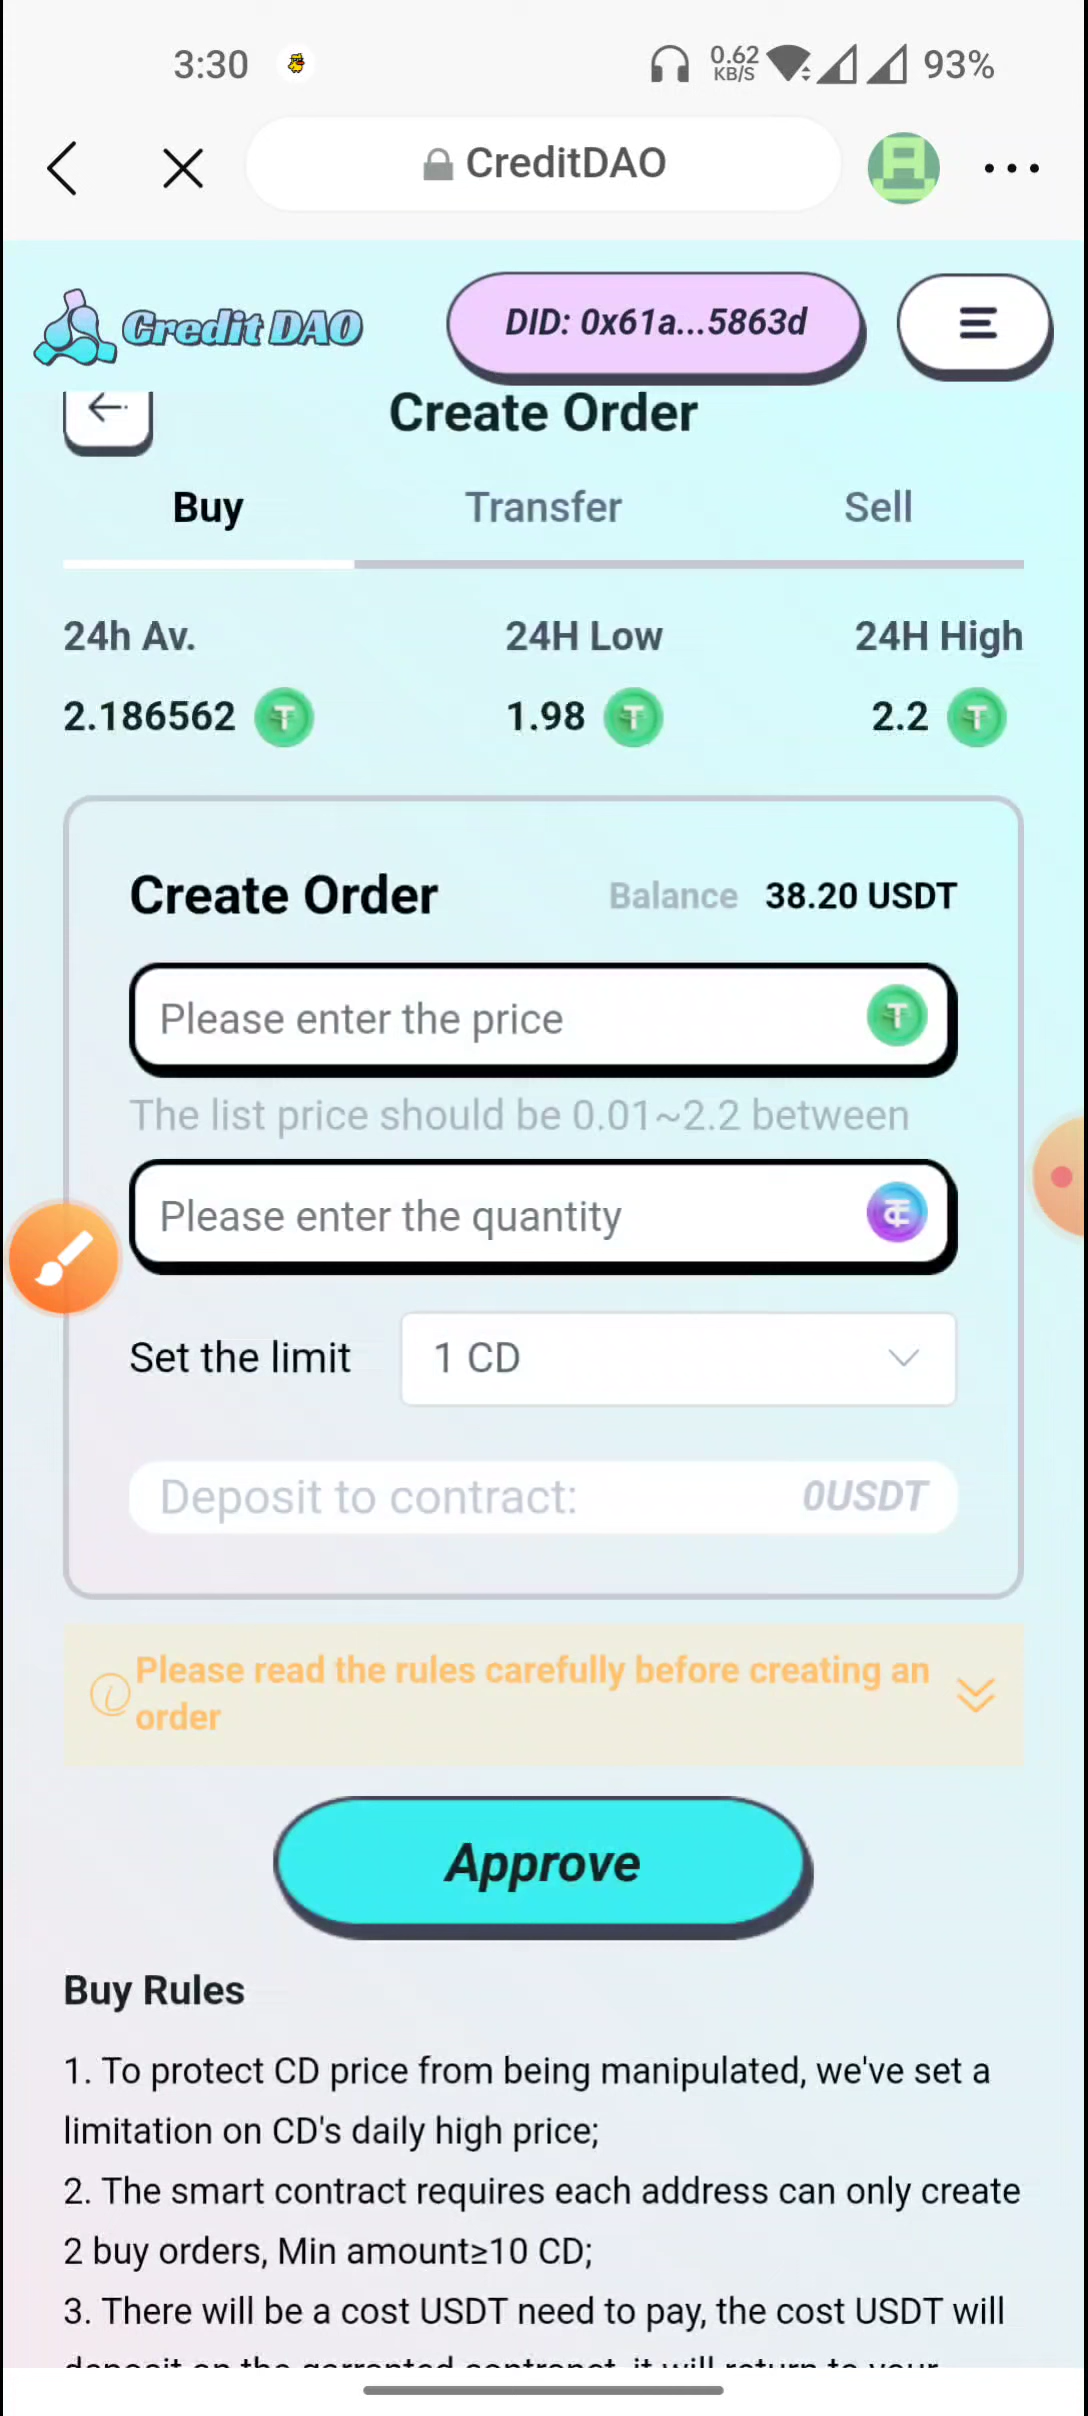 3:30
0.62 KB/S
93%
CreditDAO
Credit DAO
DID: 0x61a...5863d
Create Order
Buy Transfer Sell
24h Av. 24H Low 24H High
2.186562 1.98 2.2
Create Order Balance 38.20 USDT
Please enter the price
The list price should be 0.01~2.2 between
Please enter the quantity
Set the limit 1 CD
Deposit to contract: 0USDT
Please read the rules carefully before creating an
order
Approve
Buy Rules
1. To protect CD price from being manipulated, we've set a
limitation on CD's daily high price;
2. The smart contract requires each address can only create
2 buy orders, Min amount≥10 CD;
3. There will be a cost USDT need to pay, the cost USDT will